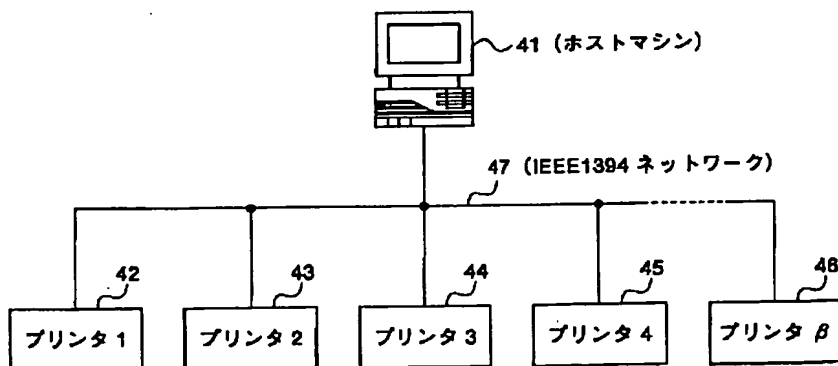 41 (ホストマシン)
47 (IEEE1394 ネットワーク)
42
43
44
45
46
プリンタ 1
プリンタ 2
プリンタ 3
プリンタ 4
プリンタ β